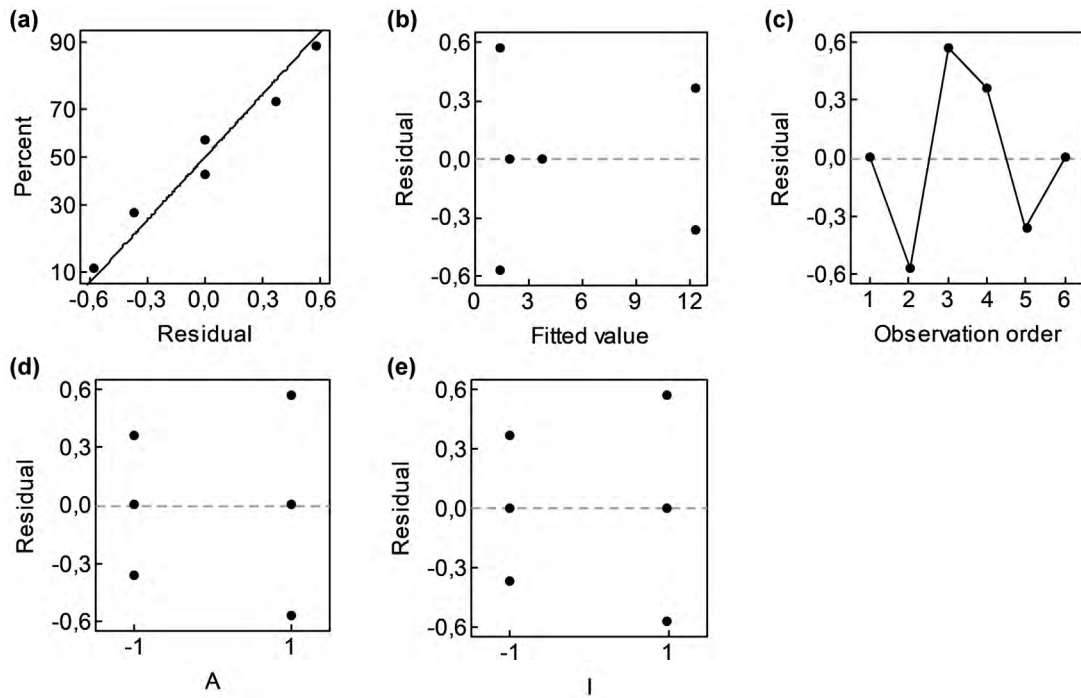 (a)
90
70
50
30
10
Percent
-0,6 -0,3 0,0 0,3 0,6
Residual
(b)
0,6
0,3
0,0
-0,3
-0,6
Residual
0 3 6 9 12
Fitted value
(c)
0,6
0,3
0,0
-0,3
-0,6
Residual
1 2 3 4 5 6
Observation order
(d)
0,6
0,3
0,0
-0,3
-0,6
Residual
-1 1
A
(e)
0,6
0,3
0,0
-0,3
-0,6
Residual
-1 1
I